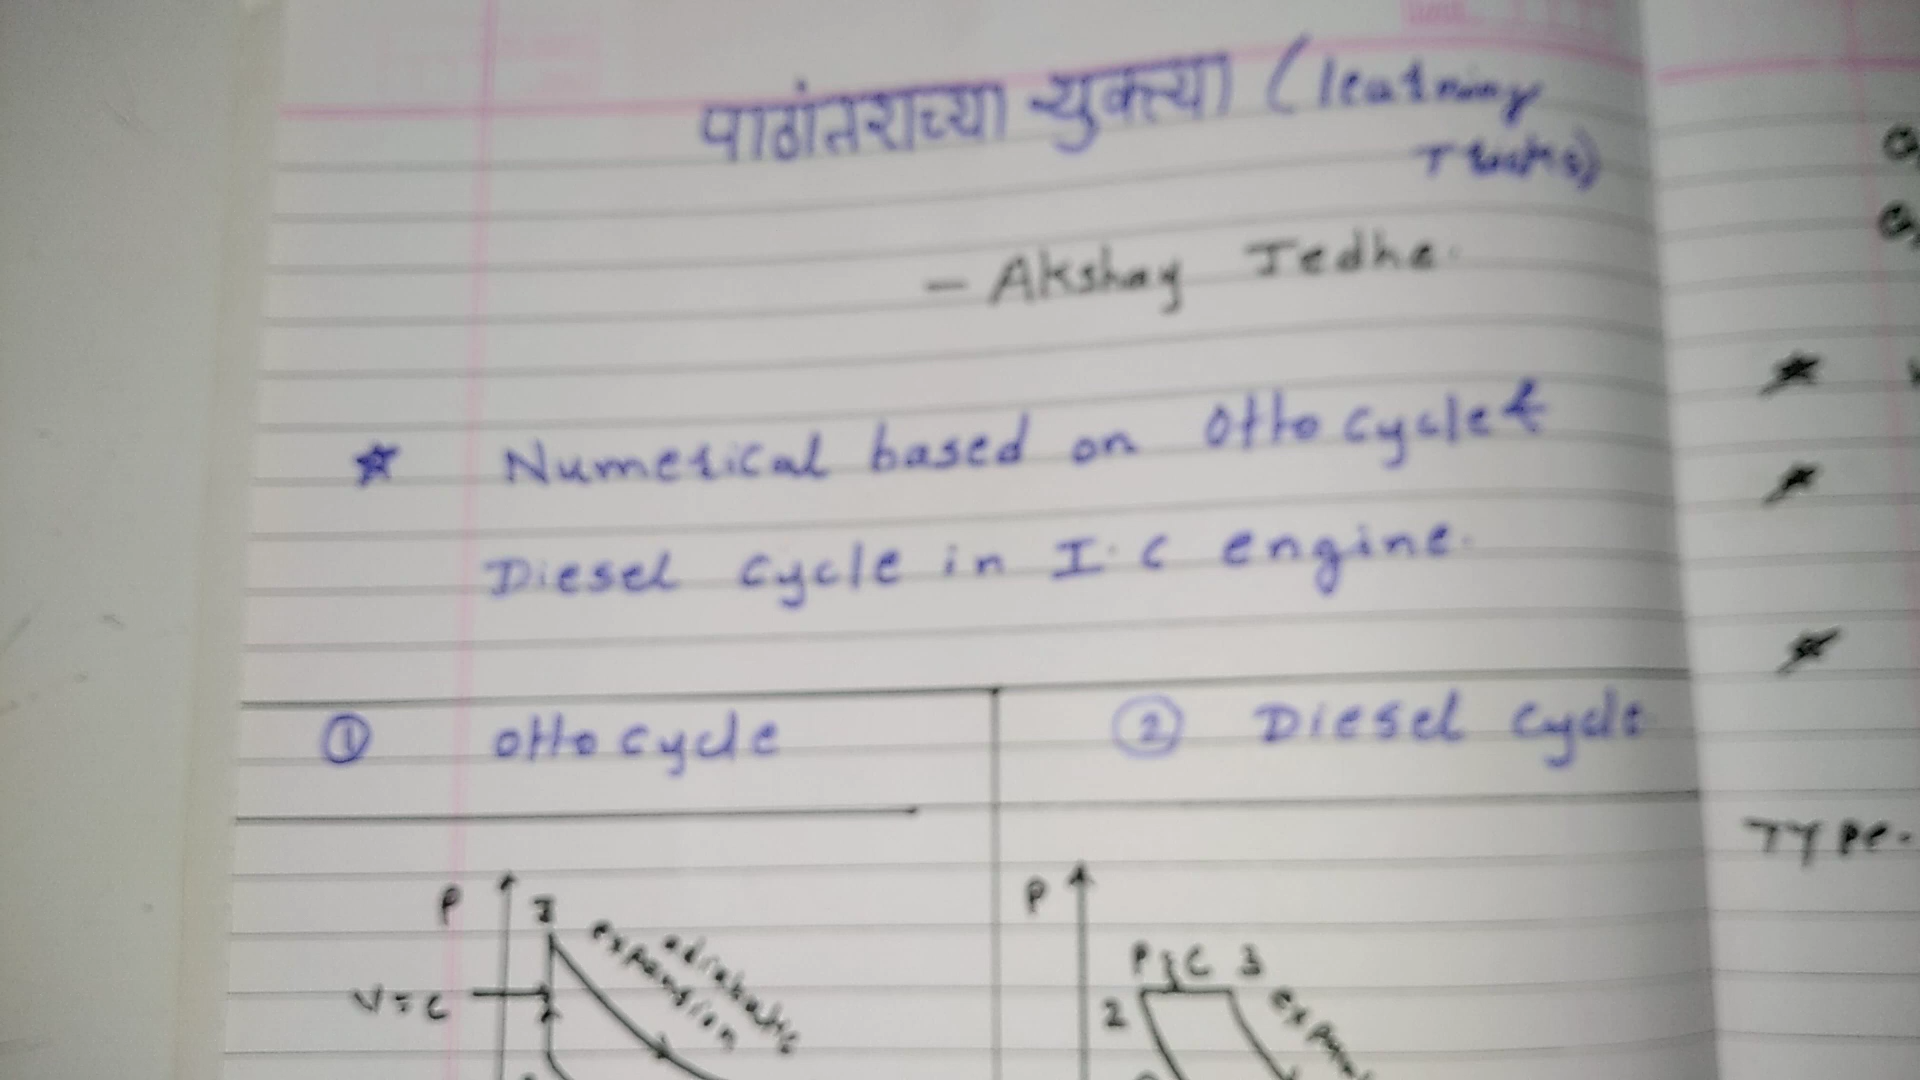 पाठांतराच्या युक्त्या (learning
Tricks)
- Akshay Jedhe.
Numerical based on Otto cycle &
Diesel cycle in I.C engine.
① Otto cycle
② Diesel cycle
P 3
adiabatic
expansion
V = C
P
P = C 3
2
Type.